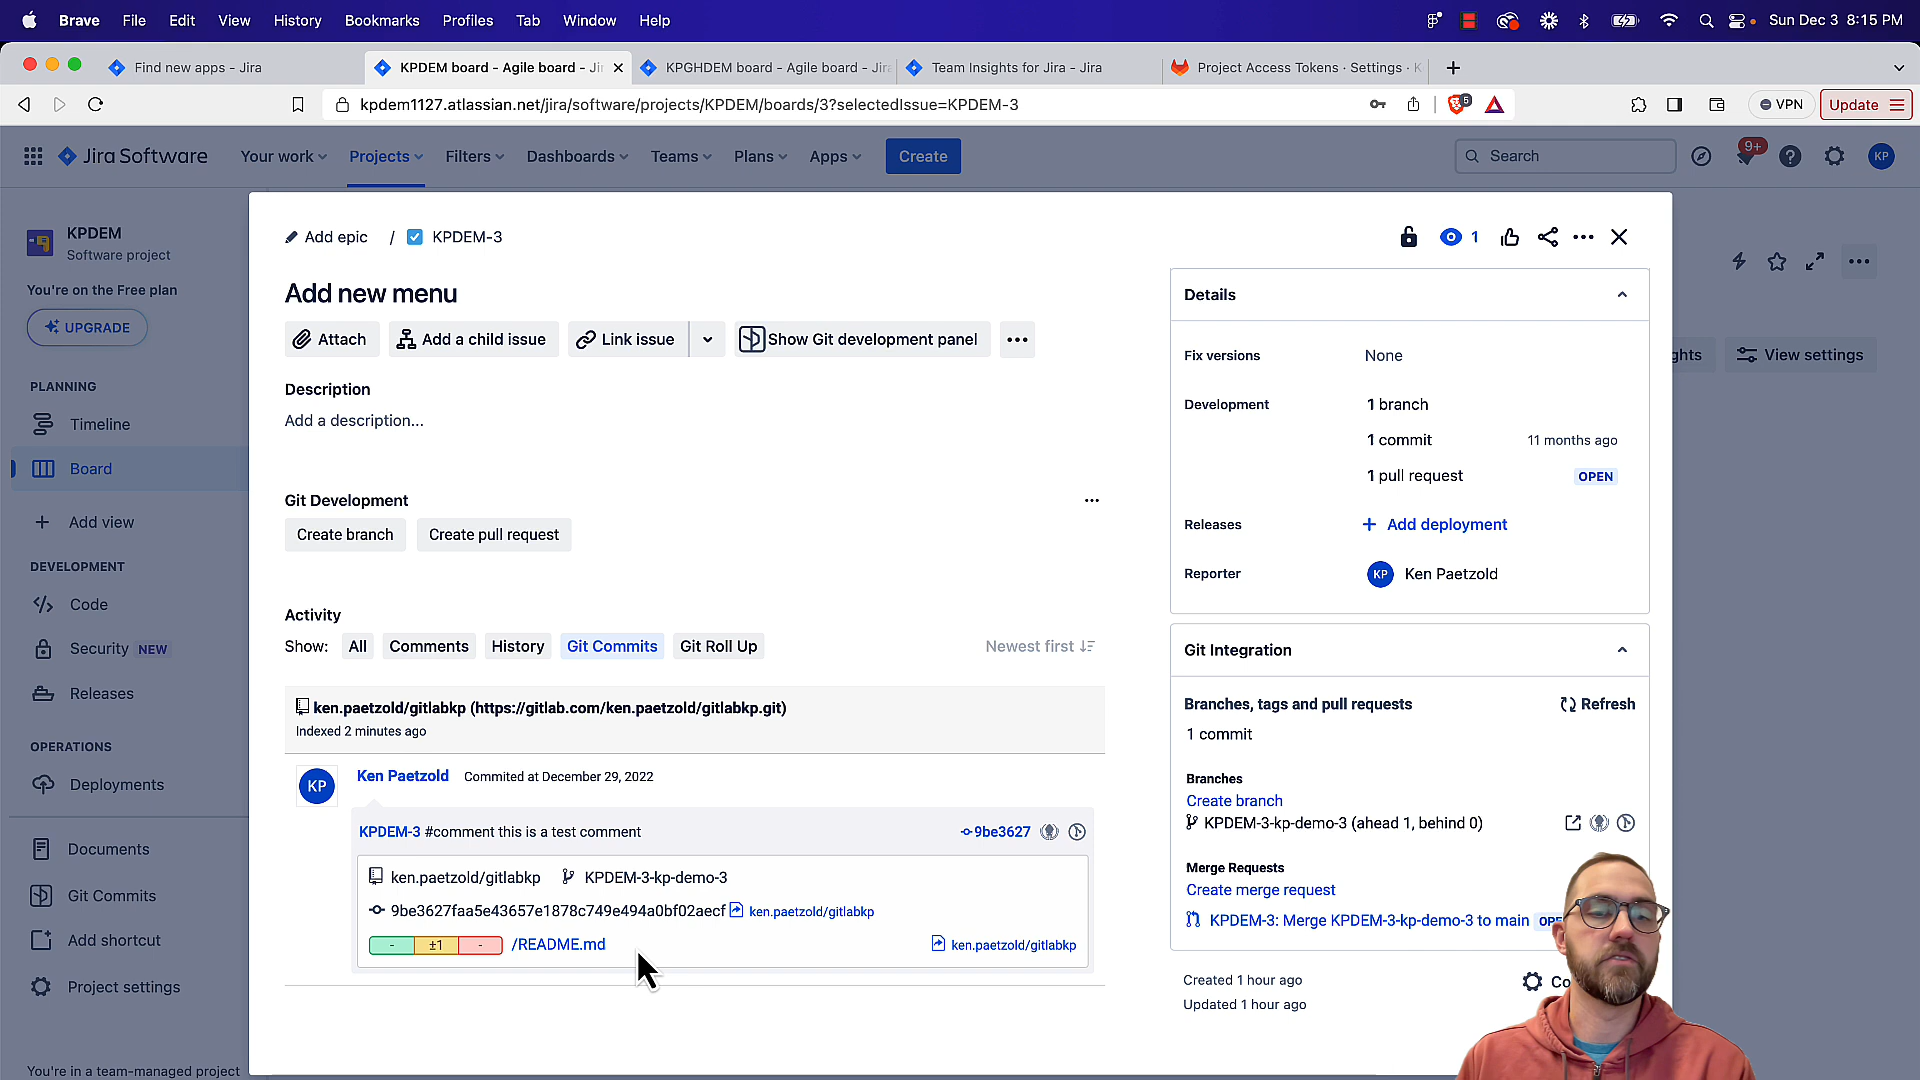 Brave File Edit View History Bookmarks Profiles Tab Window Help Sun Dec 3 8:15 PM
Find new apps - Jira KPDEM board - Agile board - Ji KPGHDEM board - Agile board - Jira Team Insights for Jira - Jira Project Access Tokens · Settings · K
kpdem1127.atlassian.net/jira/software/projects/KPDEM/boards/3?selectedIssue=KPDEM-3 5 VPN Update
Jira Software Your work Projects Filters Dashboards Teams Plans Apps Create Search 9+ KP
KPDEM
Software project
You're on the Free plan
UPGRADE
PLANNING
Timeline
Board
Add view
DEVELOPMENT
Code
Security NEW
Releases
OPERATIONS
Deployments
Documents
Git Commits
Add shortcut
Project settings
You're in a team-managed project
Add epic / KPDEM-3 1
Add new menu
Attach Add a child issue Link issue Show Git development panel
Description
Add a description...
Git Development
Create branch Create pull request
Activity
Show: All Comments History Git Commits Git Roll Up Newest first
ken.paetzold/gitlabkp (https://gitlab.com/ken.paetzold/gitlabkp.git)
Indexed 2 minutes ago
KP Ken Paetzold Commited at December 29, 2022
KPDEM-3 #comment this is a test comment 9be3627
ken.paetzold/gitlabkp KPDEM-3-kp-demo-3
9be3627faa5e43657e1878c749e494a0bf02aecf ken.paetzold/gitlabkp
- ±1 - /README.md ken.paetzold/gitlabkp
Details
Fix versions None
Development 1 branch
1 commit 11 months ago
1 pull request OPEN
Releases + Add deployment
Reporter KP Ken Paetzold
Git Integration
Branches, tags and pull requests Refresh
1 commit
Branches
Create branch
KPDEM-3-kp-demo-3 (ahead 1, behind 0)
Merge Requests
Create merge request
KPDEM-3: Merge KPDEM-3-kp-demo-3 to main
Created 1 hour ago
Updated 1 hour ago
View settings